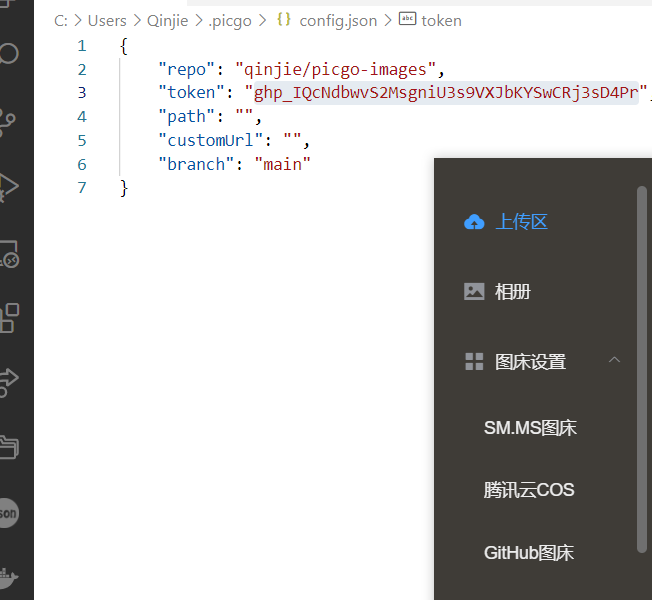 C: > Users > Qinjie > .picgo > {} config.json > abc token
1 {
2 "repo": "qinjie/picgo-images",
3 "token": "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",
4 "path": "",
5 "customUrl": "",
6 "branch": "main"
7 }
上传区
相册
图床设置
SM.MS图床
腾讯云COS
GitHub图床
son